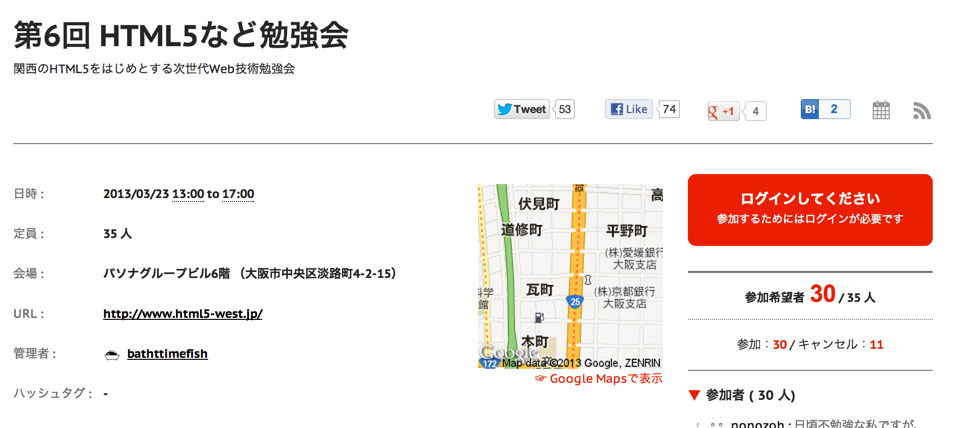 第6回 HTML5など勉強会
関西のHTML5をはじめとする次世代Web技術勉強会
Tweet 53
Like 74
g +1 4
B! 2
日時： 2013/03/23 13:00 to 17:00
定員： 35 人
会場： パソナグループビル6階 （大阪市中央区淡路町4-2-15）
URL： http://www.html5-west.jp/
管理者： bathttimefish
ハッシュタグ： -
伏見町
高
道修町
平野町
(株)愛媛銀行
大阪支店
瓦町
(株)京都銀行
大阪支店
科学
館
25
本町
Google
172
Map data ©2013 Google, ZENRIN
☞ Google Mapsで表示
ログインしてください
参加するためにはログインが必要です
参加希望者 30 / 35 人
参加：30 / キャンセル：11
▼ 参加者 ( 30 人)
nonozoh : 日頃不勉強な私ですが、